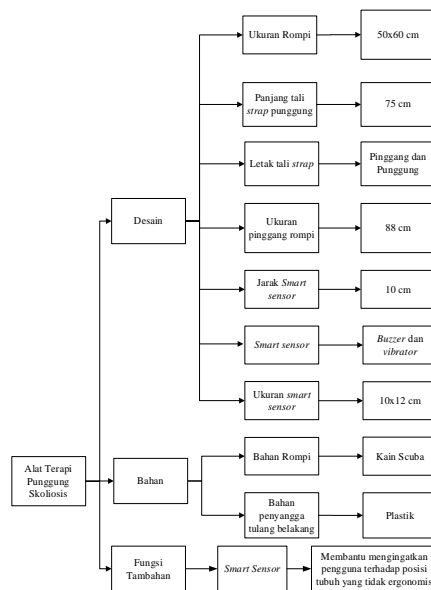 Ukuran Rompi
50x60 cm
Panjang tali
strap punggung
75 cm
Letak tali strap
Pinggang dan
Punggung
Desain
Ukuran
pinggang rompi
88 cm
Jarak Smart
sensor
10 cm
Smart sensor
Buzzer dan
vibrator
Ukuran smart
sensor
10x12 cm
Alat Terapi
Punggung
Skoliosis
Bahan
Bahan Rompi
Kain Scuba
Bahan
penyangga
tulang belakang
Plastik
Fungsi
Tambahan
Smart Sensor
Membantu mengingatkan
pengguna terhadap posisi
tubuh yang tidak ergonomis